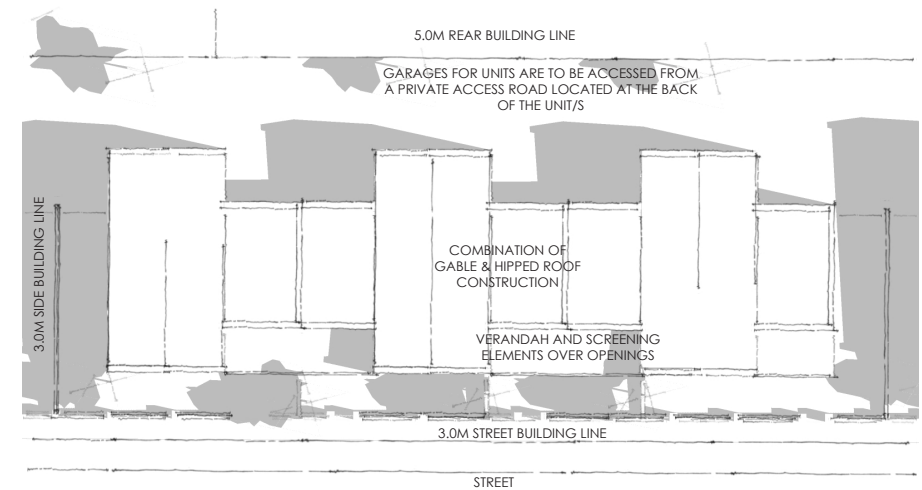 5.0M REAR BUILDING LINE
GARAGES FOR UNITS ARE TO BE ACCESSED FROM
A PRIVATE ACCESS ROAD LOCATED AT THE BACK
OF THE UNIT/S
3.0M SIDE BUILDING LINE
COMBINATION OF
GABLE & HIPPED ROOF
CONSTRUCTION
VERANDAH AND SCREENING
ELEMENTS OVER OPENINGS
3.0M STREET BUILDING LINE
STREET